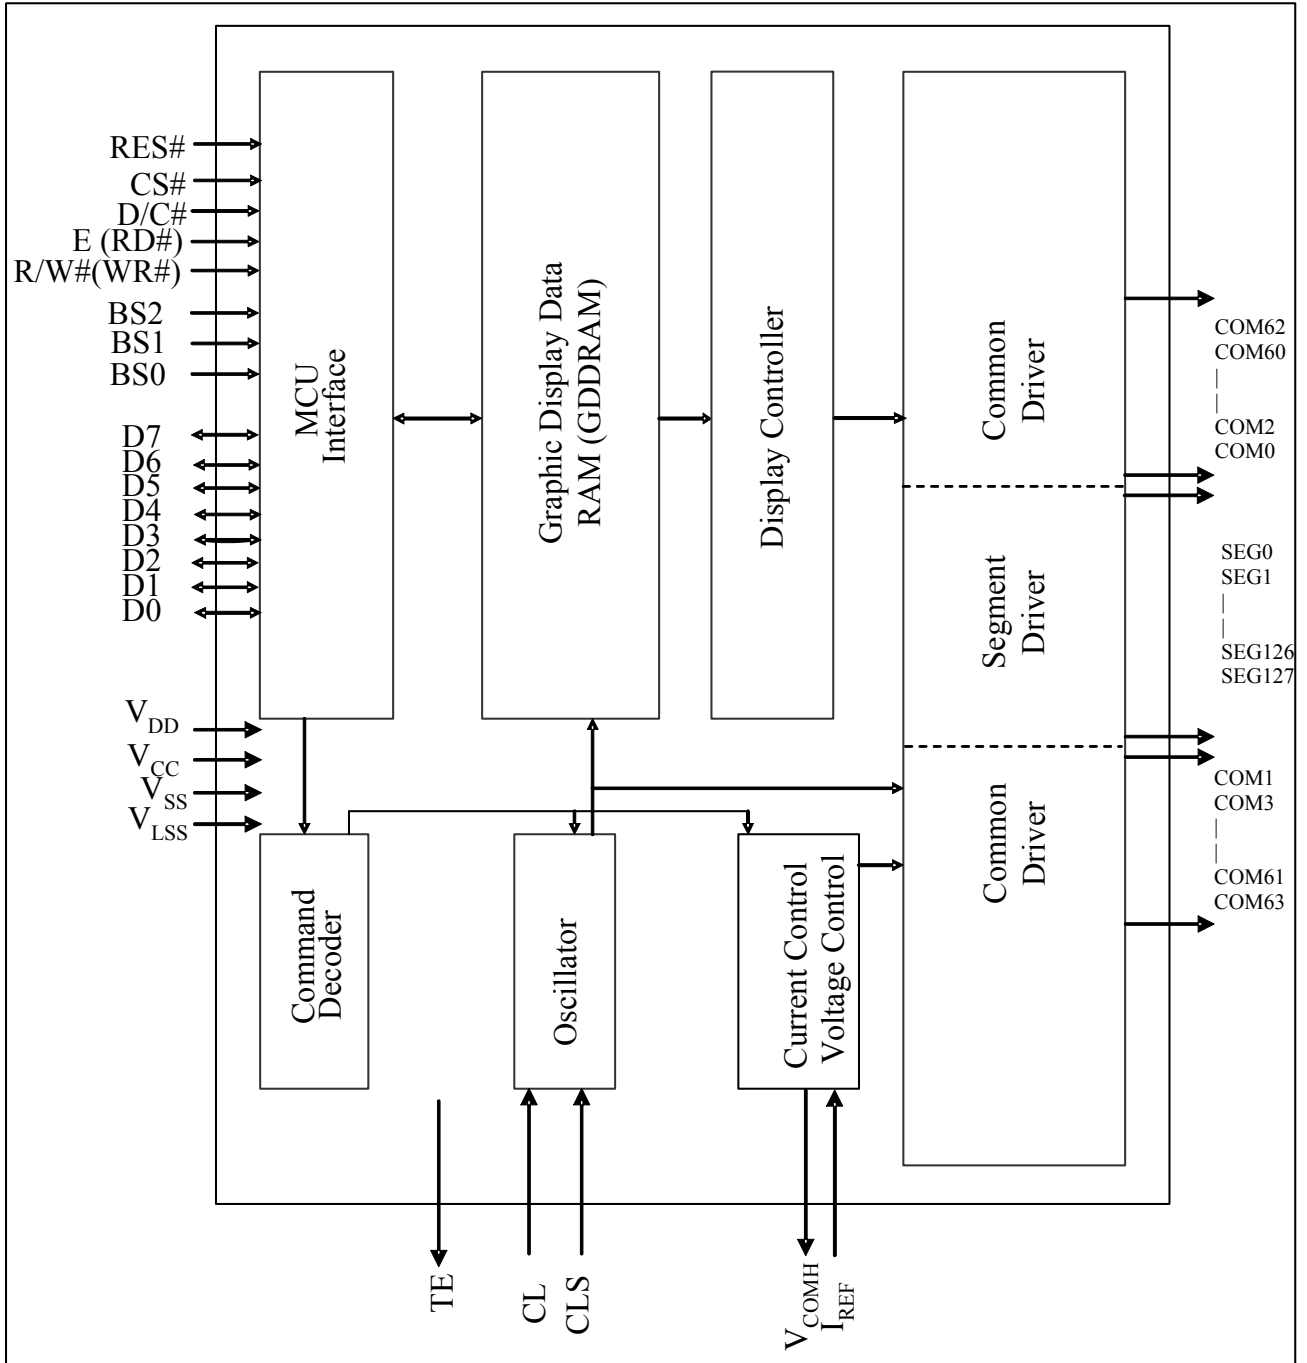 RES#
CS#
D/C#
E (RD#)
R/W#(WR#)
BS2
BS1
BS0
D7
D6
D5
D4
D3
D2
D1
D0
VDD
VCC
VSS
VLSS
MCU
Interface
Graphic Display Data
RAM (GDDRAM)
Display Controller
Common
Driver
Segment
Driver
Common
Driver
Command
Decoder
Oscillator
Current Control
Voltage Control
COM62
COM60
|
|
COM2
COM0
SEG0
SEG1
|
|
SEG126
SEG127
COM1
COM3
|
|
COM61
COM63
TE
CL
CLS
VCOMH
IREF